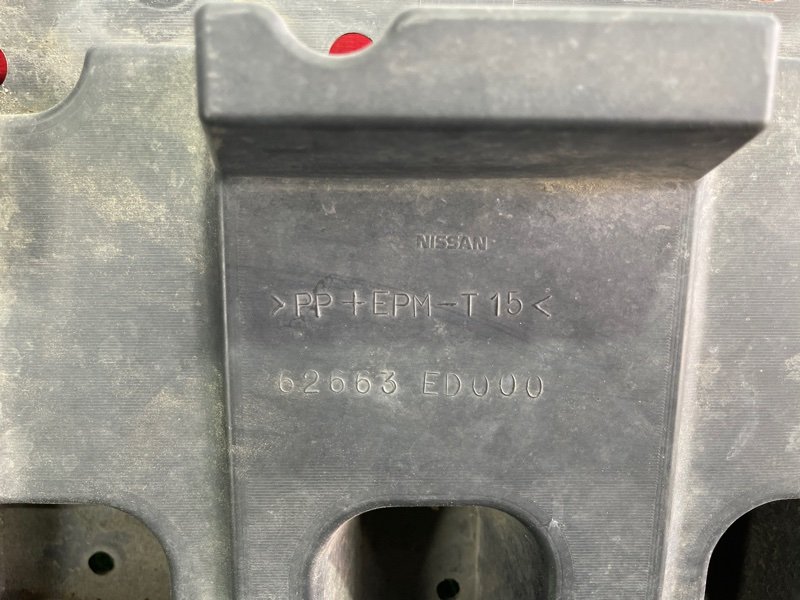 NISSAN
>PP+EPM-T15<
62663 ED000